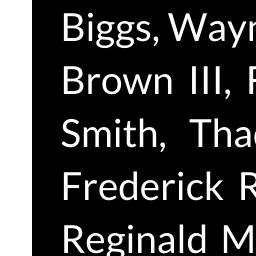 Biggs, Wayn
Brown III, F
Smith, Thad
Frederick R
Reginald M